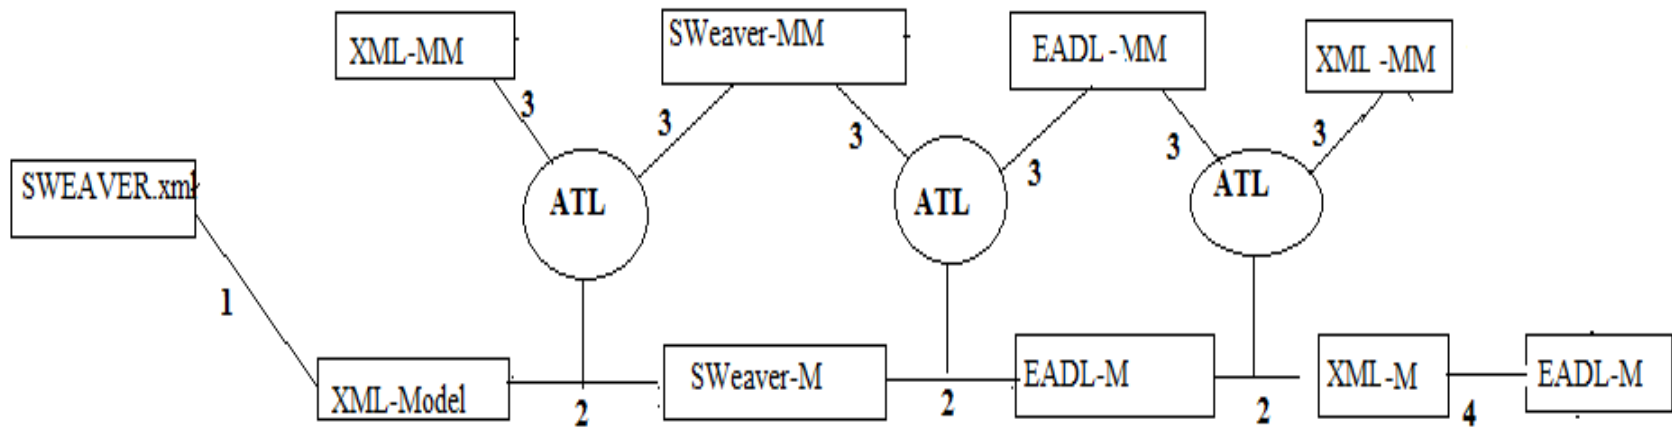 XML-MM
SWeaver-MM
EADL -MM
XML -MM
3
3
3
3
3
3
SWEAVER.xml
ATL
ATL
ATL
1
XML-Model
SWeaver-M
EADL-M
XML-M
EADL-M
2
2
2
4